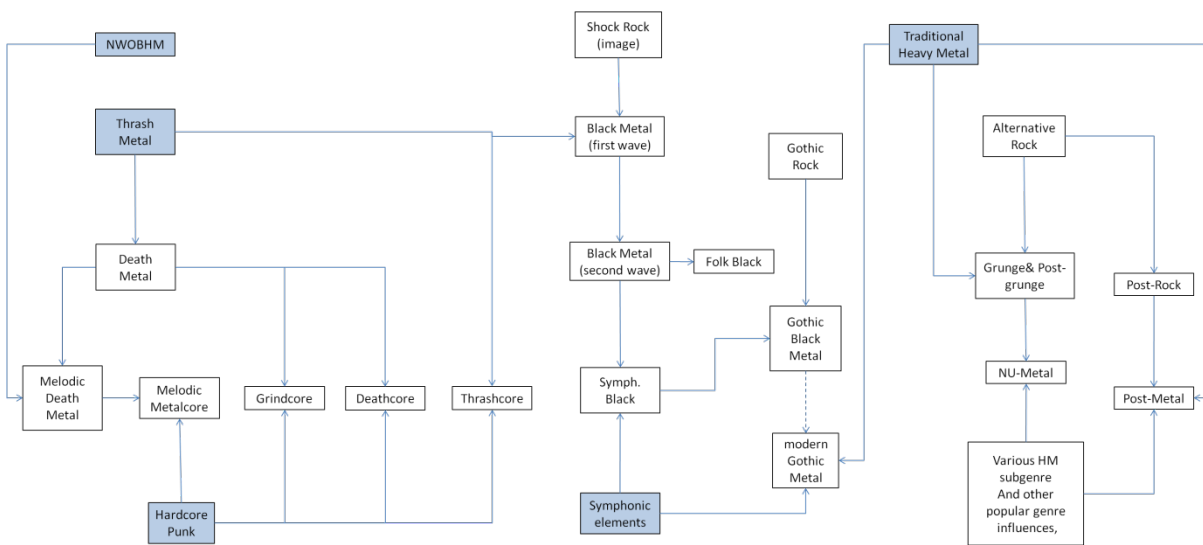 Shock Rock
(image)
NWOBHM
Traditional
Heavy Metal
Thrash
Metal
Black Metal
(first wave)
Gothic
Rock
Alternative
Rock
Death
Metal
Black Metal
(second wave)
Folk Black
Grunge& Post-
grunge
Post-Rock
Gothic
Black
Metal
Melodic
Death
Metal
Melodic
Metalcore
Grindcore
Deathcore
Thrashcore
Symph.
Black
NU-Metal
Post-Metal
modern
Gothic
Metal
Various HM
subgenre
And other
popular genre
influences,
Hardcore
Punk
Symphonic
elements